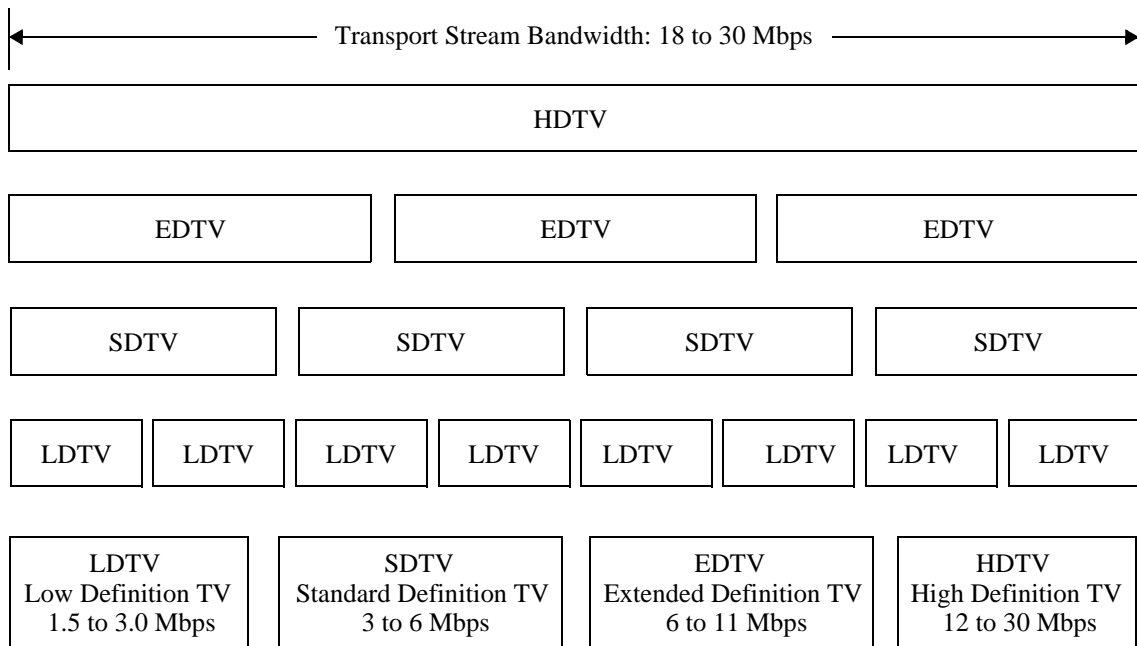 Transport Stream Bandwidth: 18 to 30 Mbps
HDTV
EDTV EDTV EDTV
SDTV SDTV SDTV SDTV
LDTV LDTV LDTV LDTV LDTV LDTV LDTV LDTV
LDTV
Low Definition TV
1.5 to 3.0 Mbps
SDTV
Standard Definition TV
3 to 6 Mbps
EDTV
Extended Definition TV
6 to 11 Mbps
HDTV
High Definition TV
12 to 30 Mbps